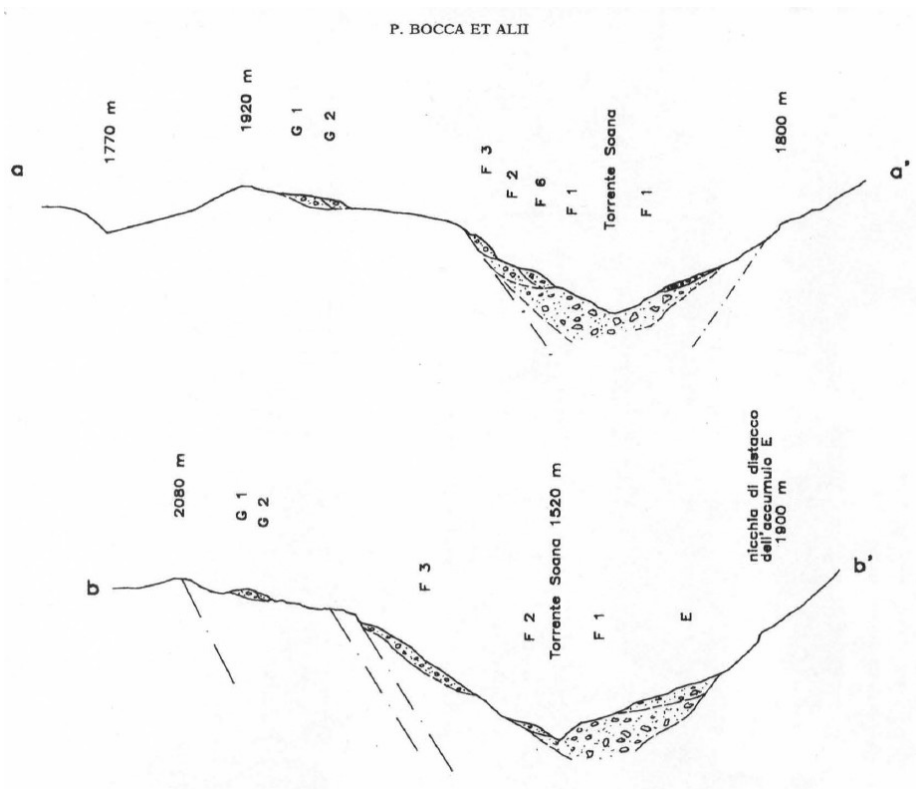 P. BOCCA ET ALII
a
1770 m
1920 m
G 1
G 2
F 3
F 2
F 6
F 1
Torrente Soana
F 1
1800 m
a"
b
2080 m
G 1
G 2
F 3
F 2
Torrente Soana 1520 m
F 1
E
nicchia di distacco
dell'accumulo E
1900 m
b"